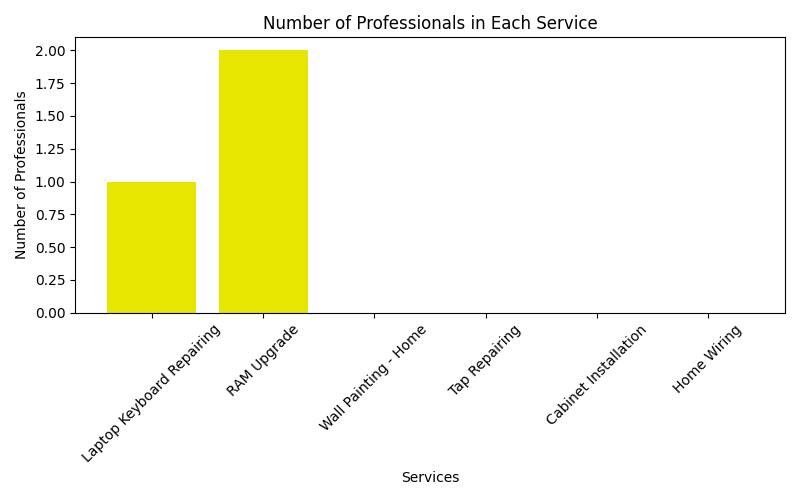 Number of Professionals in Each Service
Number of Professionals
2.00
1.75
1.50
1.25
1.00
0.75
0.50
0.25
0.00
Laptop Keyboard Repairing
RAM Upgrade
Wall Painting - Home
Tap Repairing
Cabinet Installation
Home Wiring
Services